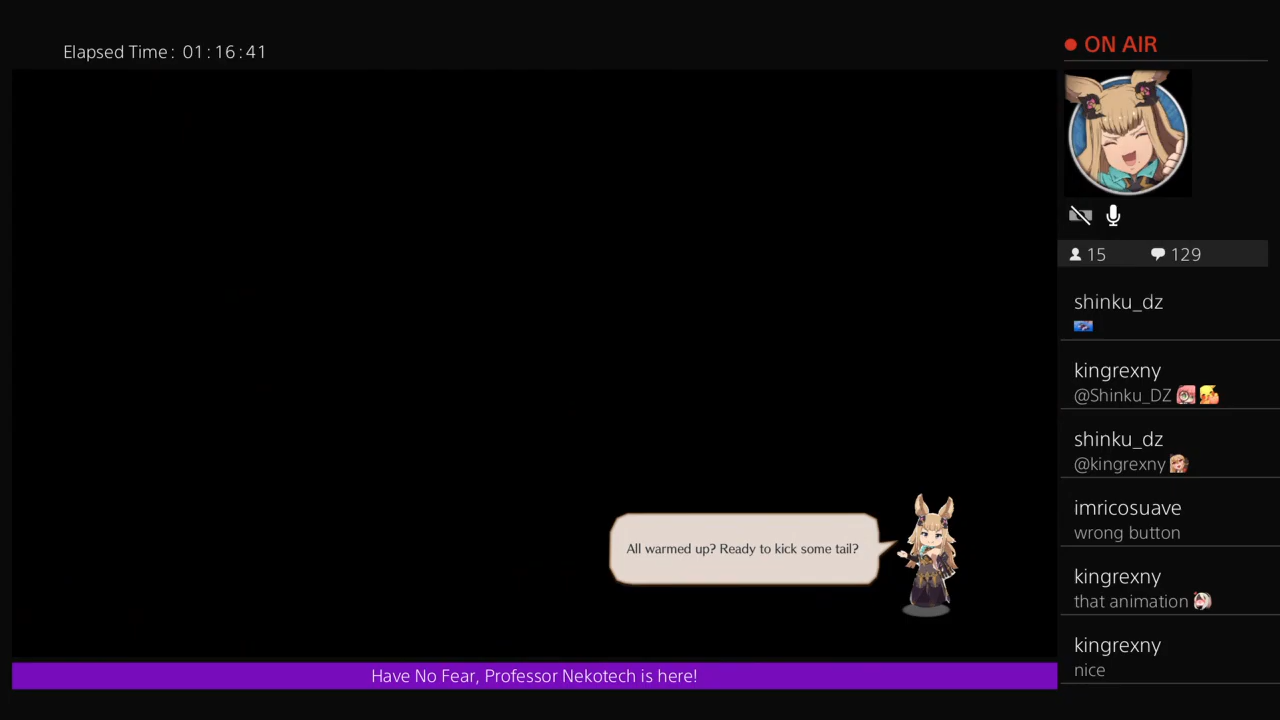 Elapsed Time: 01:16:41
ON AIR
15 129
shinku_dz
kingrexny
@Shinku_DZ
shinku_dz
@kingrexny
imricosuave
wrong button
kingrexny
that animation
kingrexny
nice
All warmed up? Ready to kick some tail?
Have No Fear, Professor Nekotech is here!